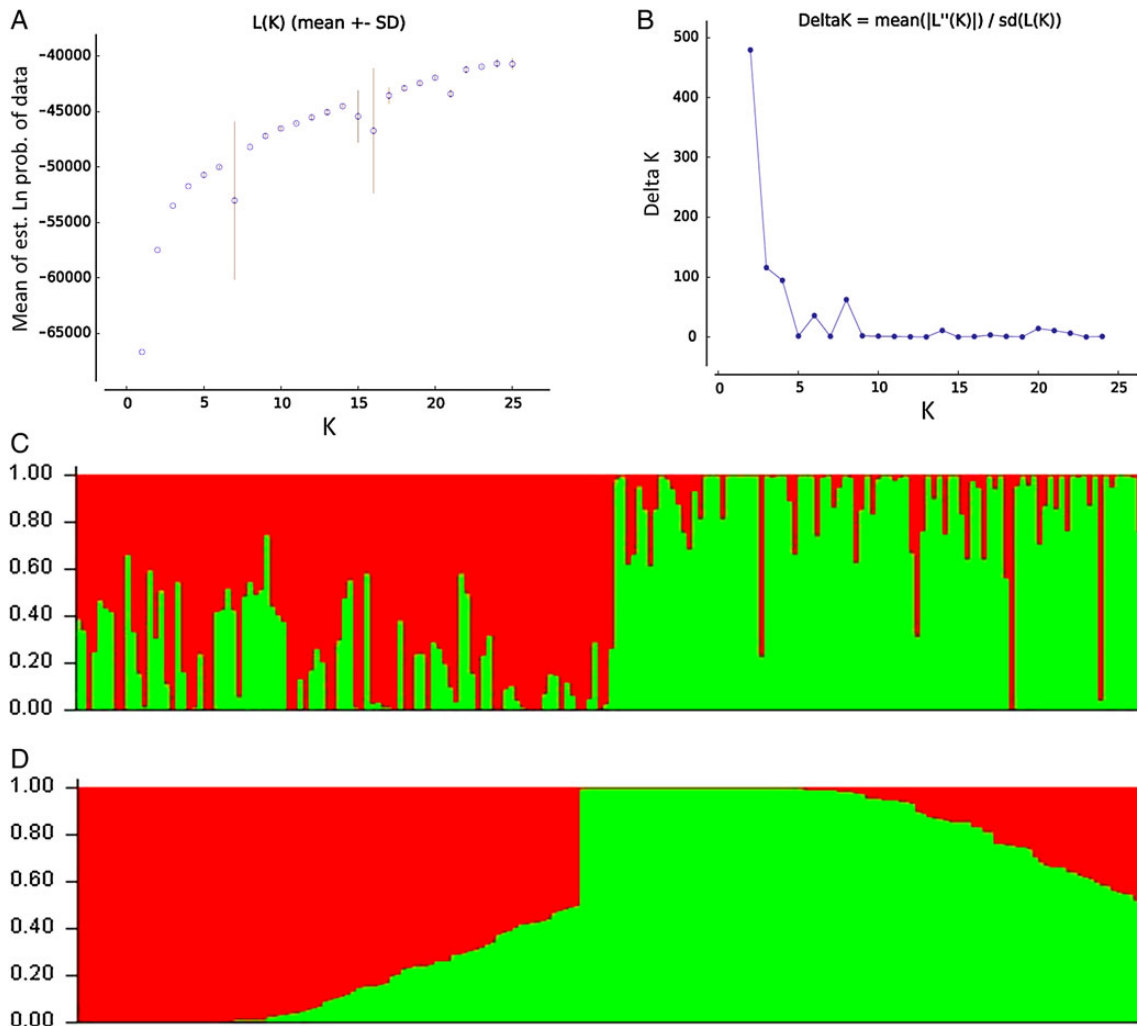 A
L(K) (mean +- SD)
Mean of est. Ln prob. of data
−40000
−45000
−50000
−55000
−60000
−65000
0 5 10 15 20 25
K
B
DeltaK = mean(|L''(K)|) / sd(L(K))
Delta K
500
400
300
200
100
0
0 5 10 15 20 25
K
C
1.00
0.80
0.60
0.40
0.20
0.00
D
1.00
0.80
0.60
0.40
0.20
0.00